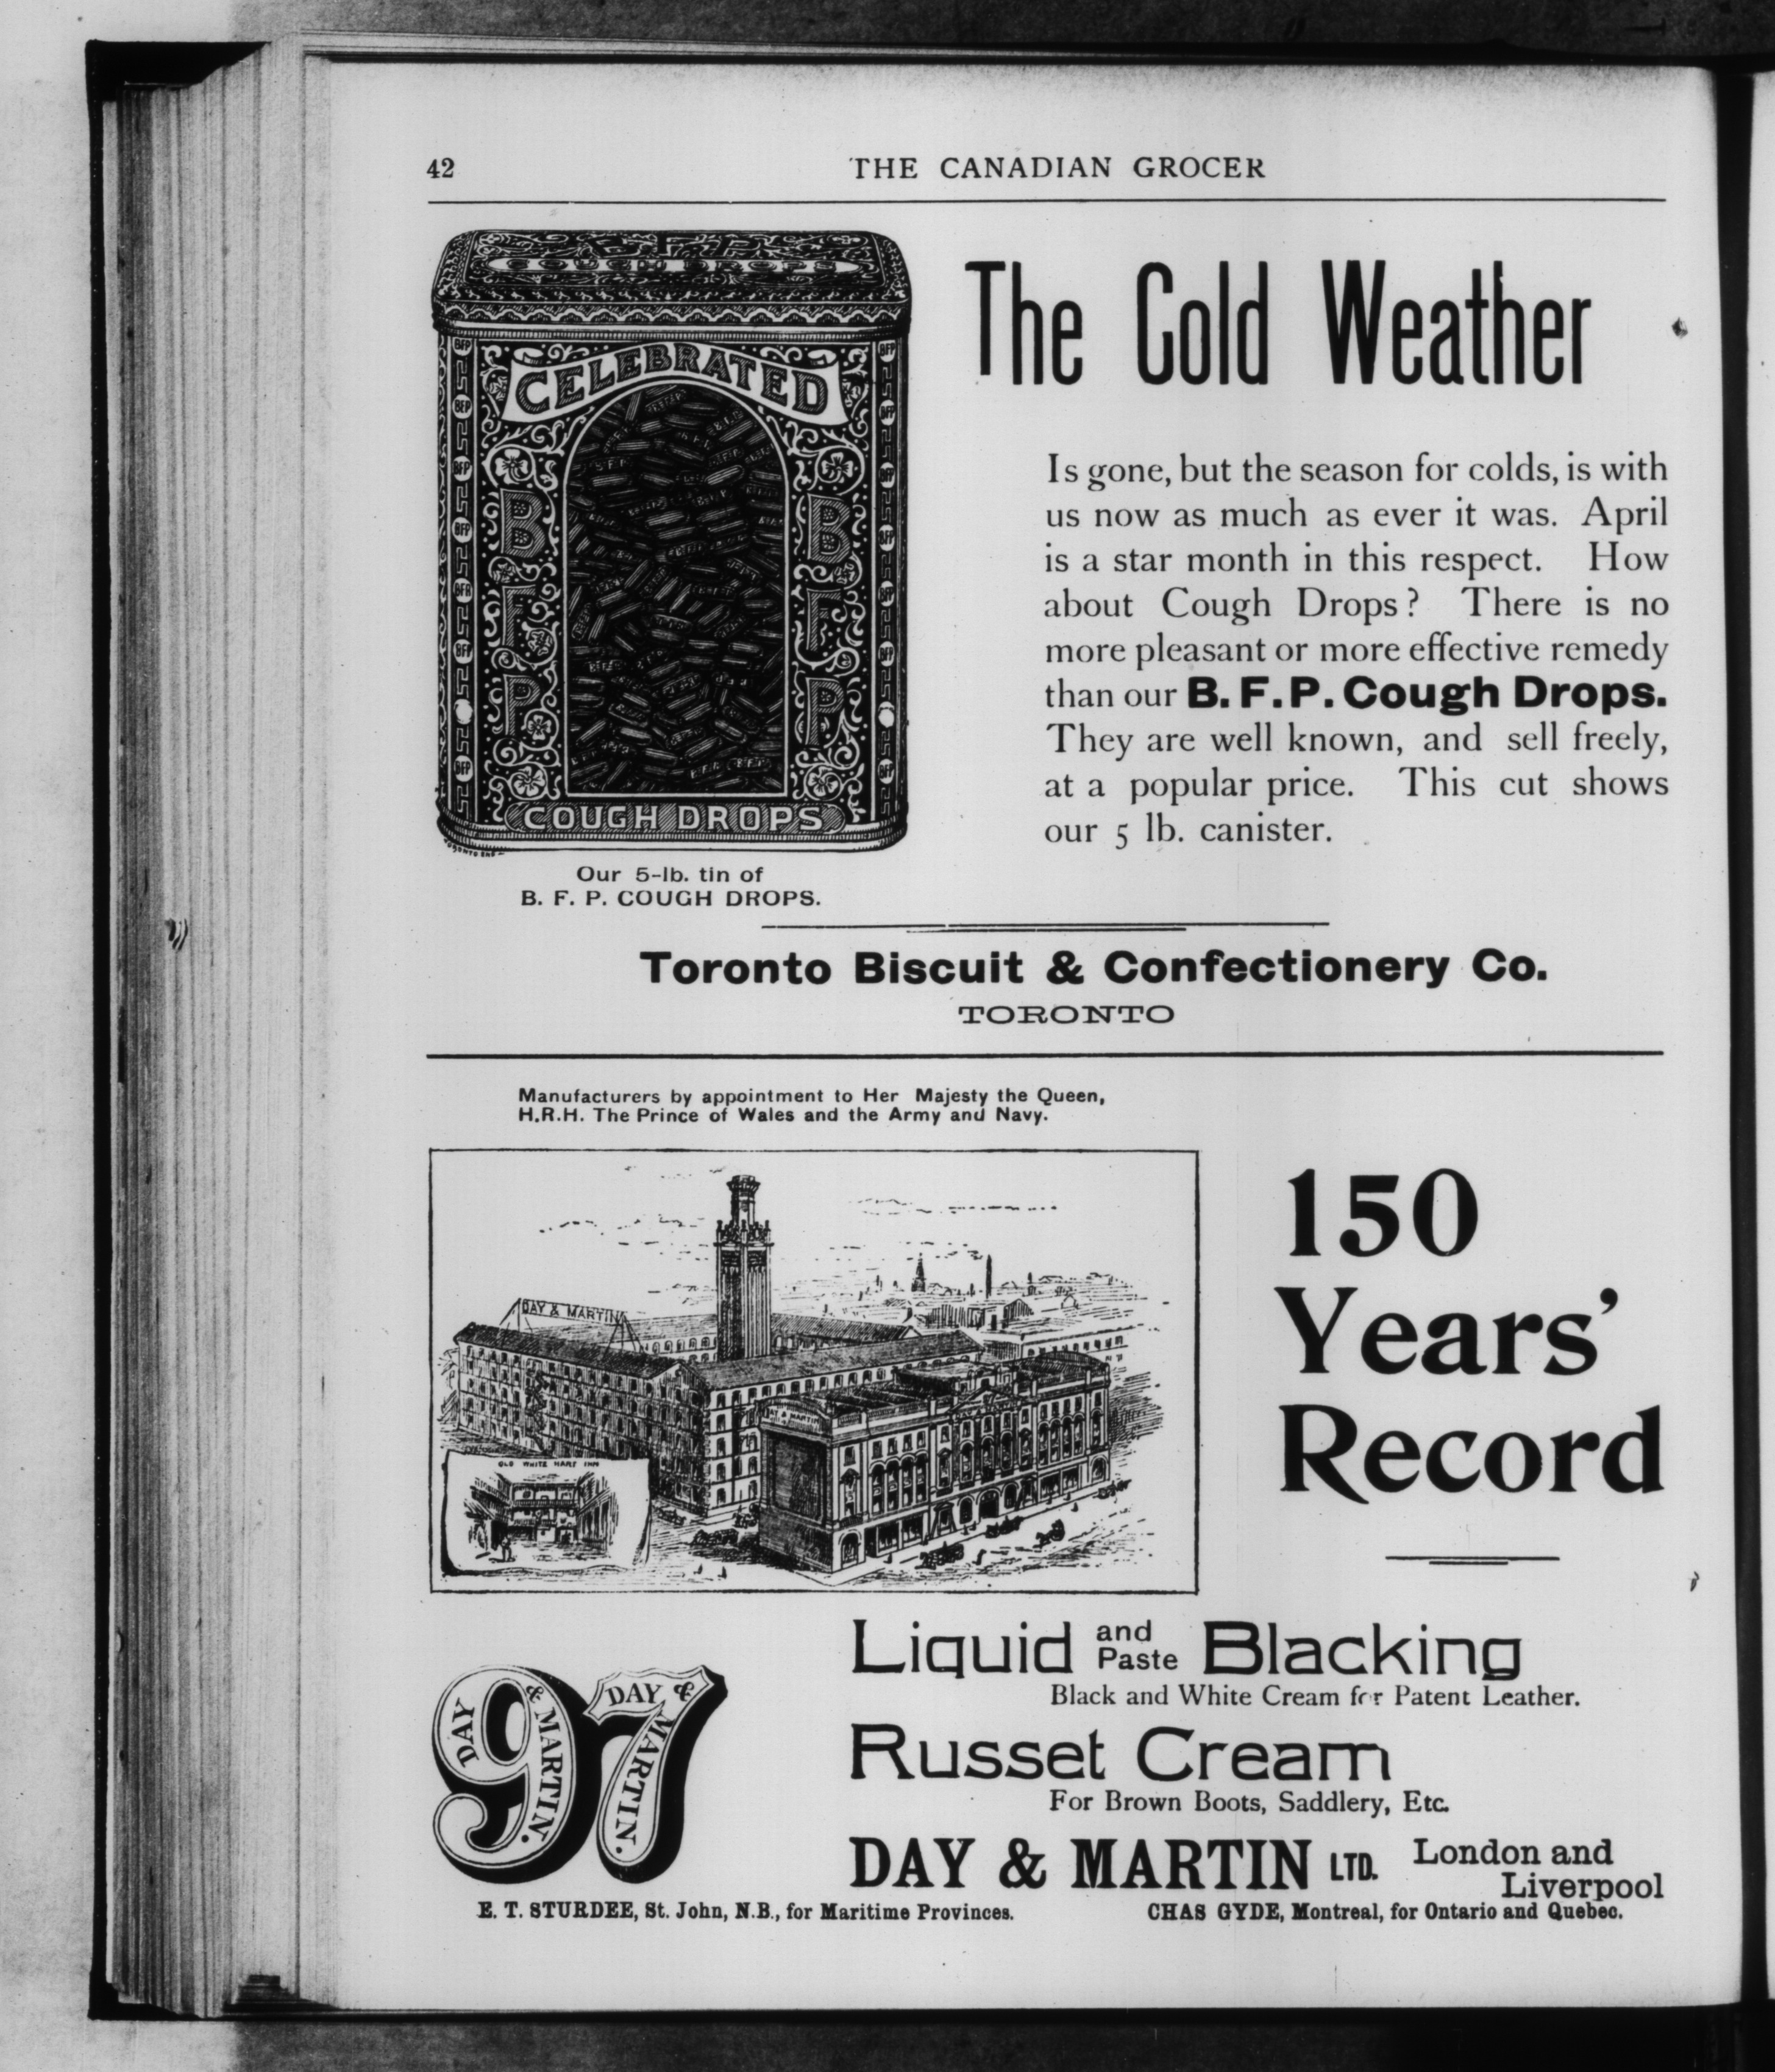 42
THE CANADIAN GROCER
B.F.P.
COUGH DROPS
CELEBRATED
B B
F F
P P
COUGH DROPS
Our 5-lb. tin of
B. F. P. COUGH DROPS.
The Cold Weather
Is gone, but the season for colds, is with
us now as much as ever it was. April
is a star month in this respect. How
about Cough Drops? There is no
more pleasant or more effective remedy
than our B. F. P. Cough Drops.
They are well known, and sell freely,
at a popular price. This cut shows
our 5 lb. canister.
Toronto Biscuit & Confectionery Co.
TORONTO
Manufacturers by appointment to Her Majesty the Queen,
H.R.H. The Prince of Wales and the Army and Navy.
DAY & MARTIN
DAY & MARTIN
OLD WHITE HART INN
150
Years'
Record
97
DAY & MARTIN.
DAY & MARTIN.
Liquid and Paste Blacking
Black and White Cream for Patent Leather.
Russet Cream
For Brown Boots, Saddlery, Etc.
DAY & MARTIN LTD. London and
Liverpool
E. T. STURDEE, St. John, N.B., for Maritime Provinces.
CHAS GYDE, Montreal, for Ontario and Quebec.